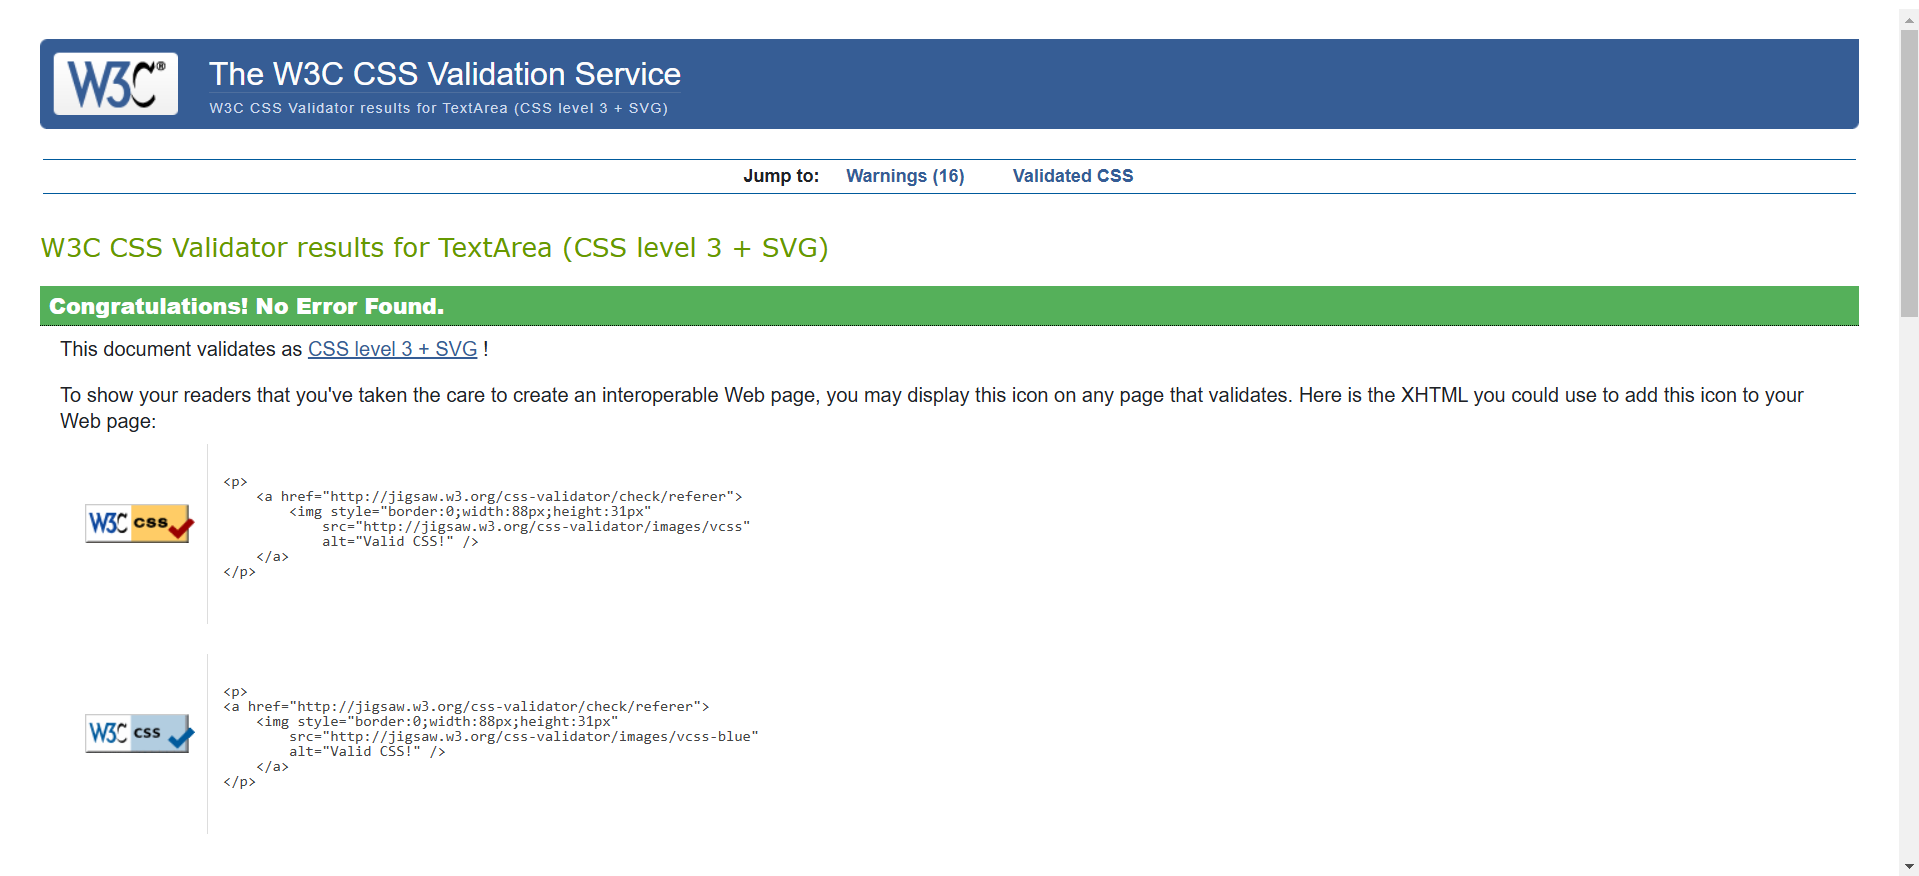 W3C®
The W3C CSS Validation Service
W3C CSS Validator results for TextArea (CSS level 3 + SVG)
Jump to: Warnings (16) Validated CSS
W3C CSS Validator results for TextArea (CSS level 3 + SVG)
Congratulations! No Error Found.
This document validates as CSS level 3 + SVG !
To show your readers that you've taken the care to create an interoperable Web page, you may display this icon on any page that validates. Here is the XHTML you could use to add this icon to your
Web page:
W3C css
<p>
    <a href="http://jigsaw.w3.org/css-validator/check/referer">
        <img style="border:0;width:88px;height:31px"
            src="http://jigsaw.w3.org/css-validator/images/vcss"
            alt="Valid CSS!" />
    </a>
</p>
W3C css
<p>
<a href="http://jigsaw.w3.org/css-validator/check/referer">
    <img style="border:0;width:88px;height:31px"
        src="http://jigsaw.w3.org/css-validator/images/vcss-blue"
        alt="Valid CSS!" />
    </a>
</p>